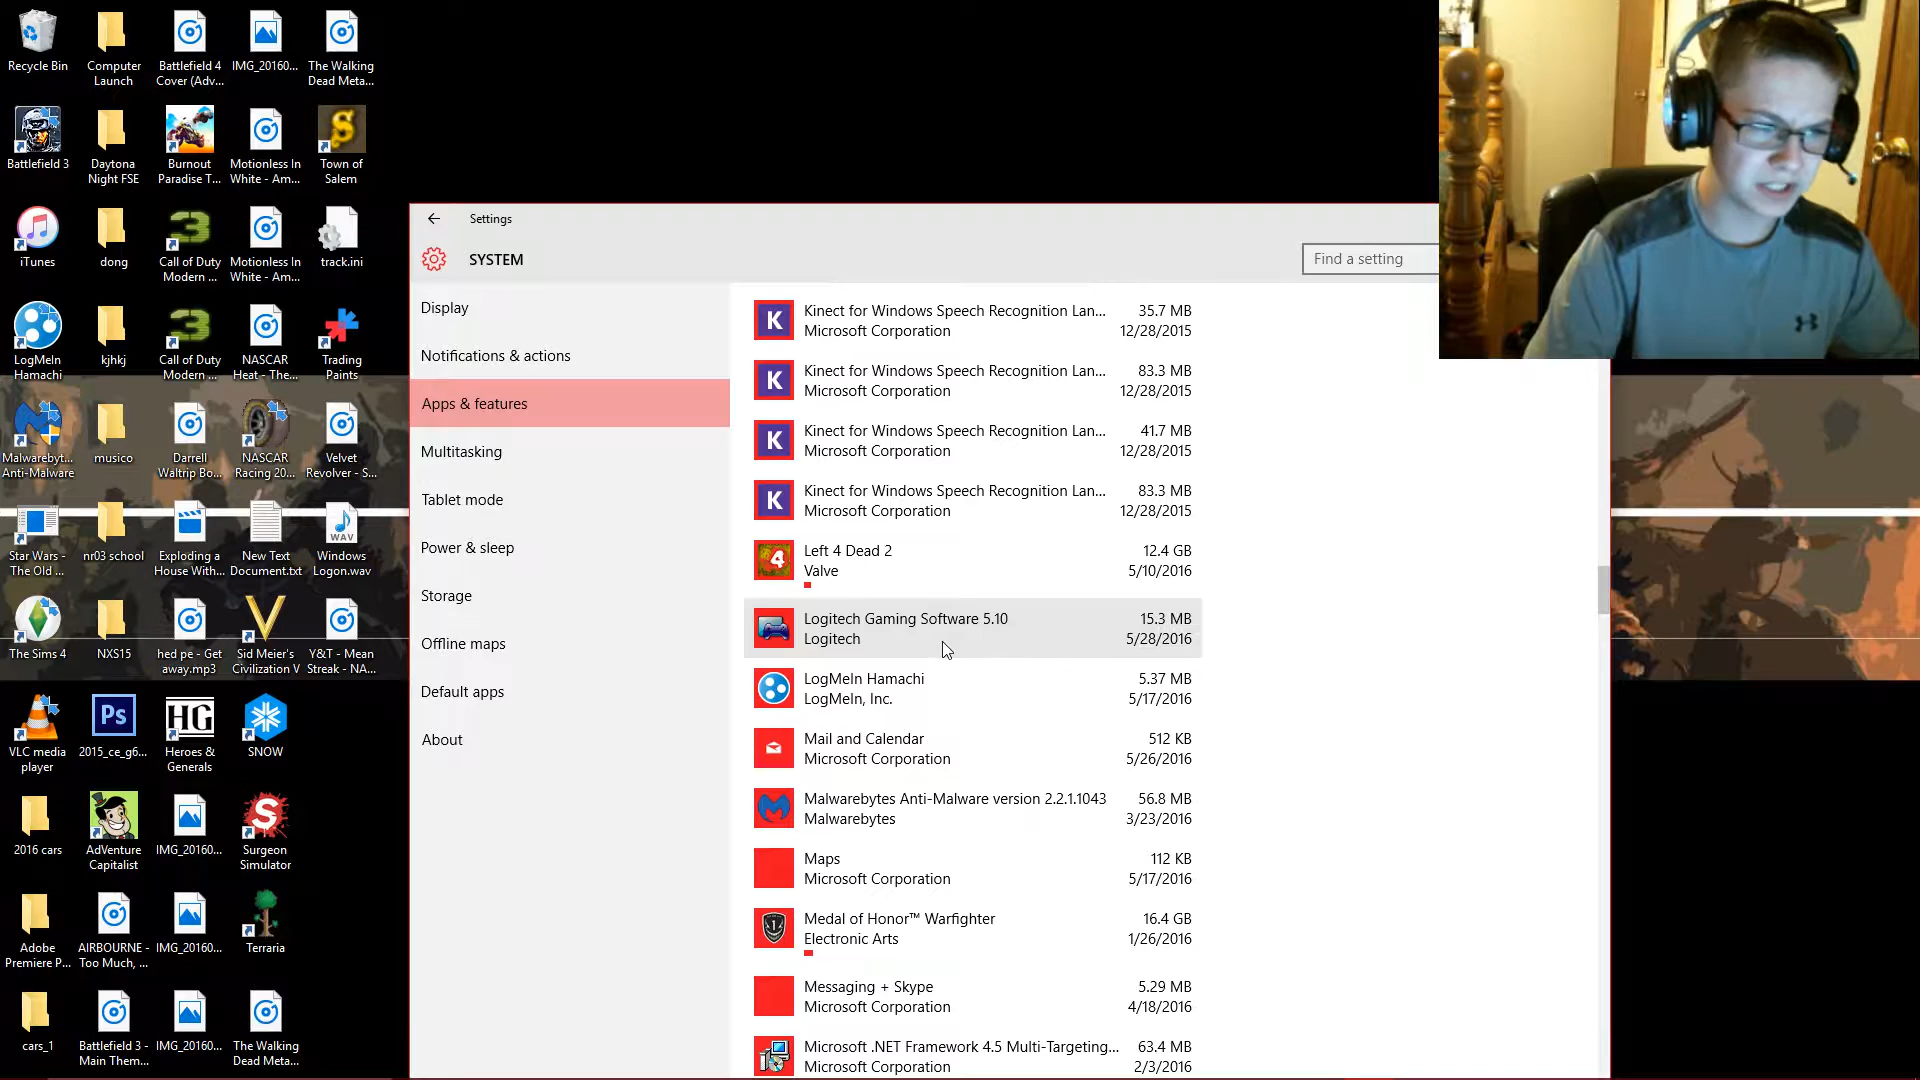 Recycle Bin
Computer
Launch
Battlefield 4
Cover (Adv...
IMG_20160...
The Walking
Dead Meta...
Battlefield 3
Daytona
Night FSE
Burnout
Paradise T...
Motionless In
White - Am...
Town of
Salem
iTunes
dong
Call of Duty
Modern ...
Motionless In
White - Am...
track.ini
LogMeIn
Hamachi
kjhkj
Call of Duty
Modern ...
NASCAR
Heat - The...
Trading
Paints
Malwarebyt...
Anti-Malware
musico
Darrell
Waltrip Bo...
NASCAR
Racing 20...
Velvet
Revolver - S...
Star Wars -
The Old ...
nr03 school
Exploding a
House With...
New Text
Document.txt
WAV
Windows
Logon.wav
The Sims 4
NXS15
hed pe - Get
away.mp3
Sid Meier's
Civilization V
Y&T - Mean
Streak - NA...
VLC media
player
Ps
2015_ce_g6...
HG
Heroes &
Generals
SNOW
2016 cars
AdVenture
Capitalist
IMG_20160...
Surgeon
Simulator
Adobe
Premiere P...
AIRBOURNE -
Too Much, ...
IMG_20160...
Terraria
cars_1
Battlefield 3 -
Main Them...
IMG_20160...
The Walking
Dead Meta...
Settings
SYSTEM
Find a setting
Display
Notifications & actions
Apps & features
Multitasking
Tablet mode
Power & sleep
Storage
Offline maps
Default apps
About
Kinect for Windows Speech Recognition Lan... 35.7 MB
Microsoft Corporation 12/28/2015
Kinect for Windows Speech Recognition Lan... 83.3 MB
Microsoft Corporation 12/28/2015
Kinect for Windows Speech Recognition Lan... 41.7 MB
Microsoft Corporation 12/28/2015
Kinect for Windows Speech Recognition Lan... 83.3 MB
Microsoft Corporation 12/28/2015
Left 4 Dead 2 12.4 GB
Valve 5/10/2016
Logitech Gaming Software 5.10 15.3 MB
Logitech 5/28/2016
LogMeIn Hamachi 5.37 MB
LogMeIn, Inc. 5/17/2016
Mail and Calendar 512 KB
Microsoft Corporation 5/26/2016
Malwarebytes Anti-Malware version 2.2.1.1043 56.8 MB
Malwarebytes 3/23/2016
Maps 112 KB
Microsoft Corporation 5/17/2016
Medal of Honor™ Warfighter 16.4 GB
Electronic Arts 1/26/2016
Messaging + Skype 5.29 MB
Microsoft Corporation 4/18/2016
Microsoft .NET Framework 4.5 Multi-Targeting... 63.4 MB
Microsoft Corporation 2/3/2016